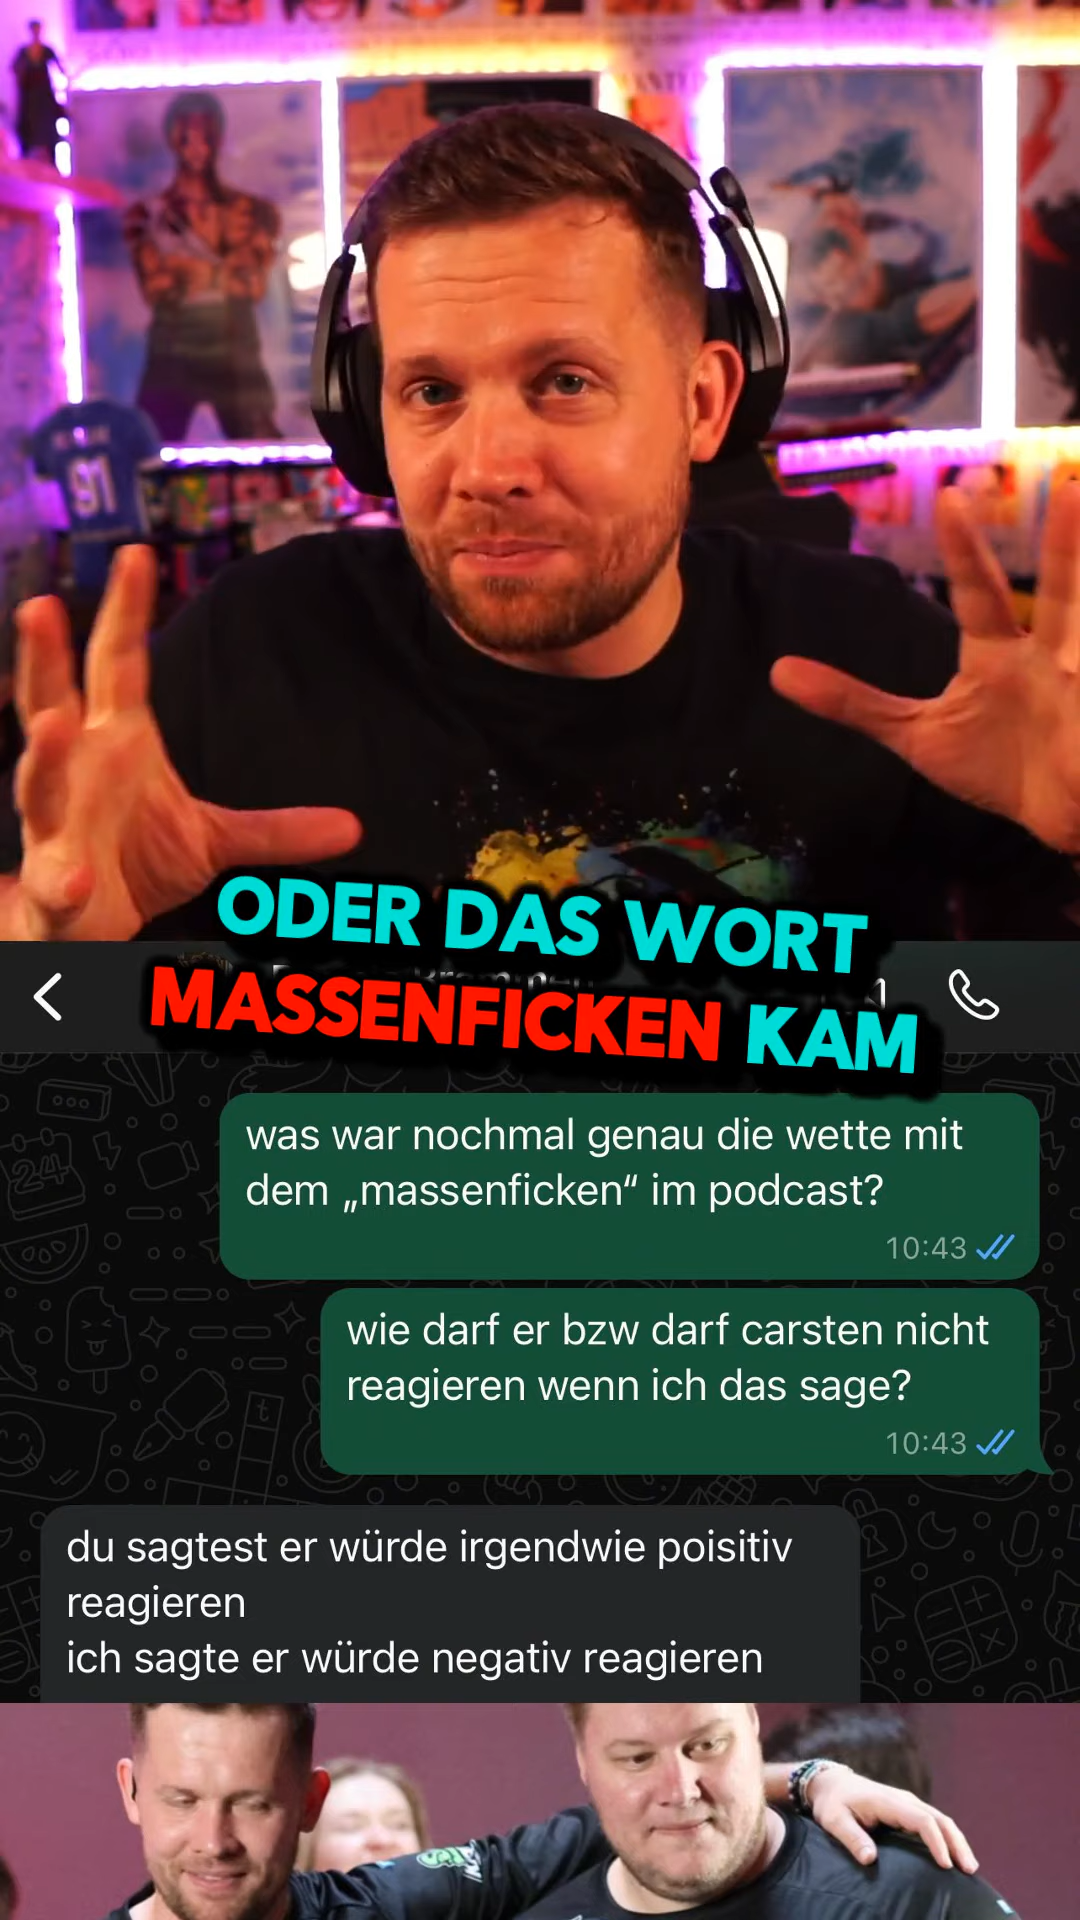 91
ODER DAS WORT
MASSENFICKEN KAM
was war nochmal genau die wette mit
dem „massenficken“ im podcast?
10:43
wie darf er bzw darf carsten nicht
reagieren wenn ich das sage?
10:43
du sagtest er würde irgendwie poisitiv
reagieren
ich sagte er würde negativ reagieren